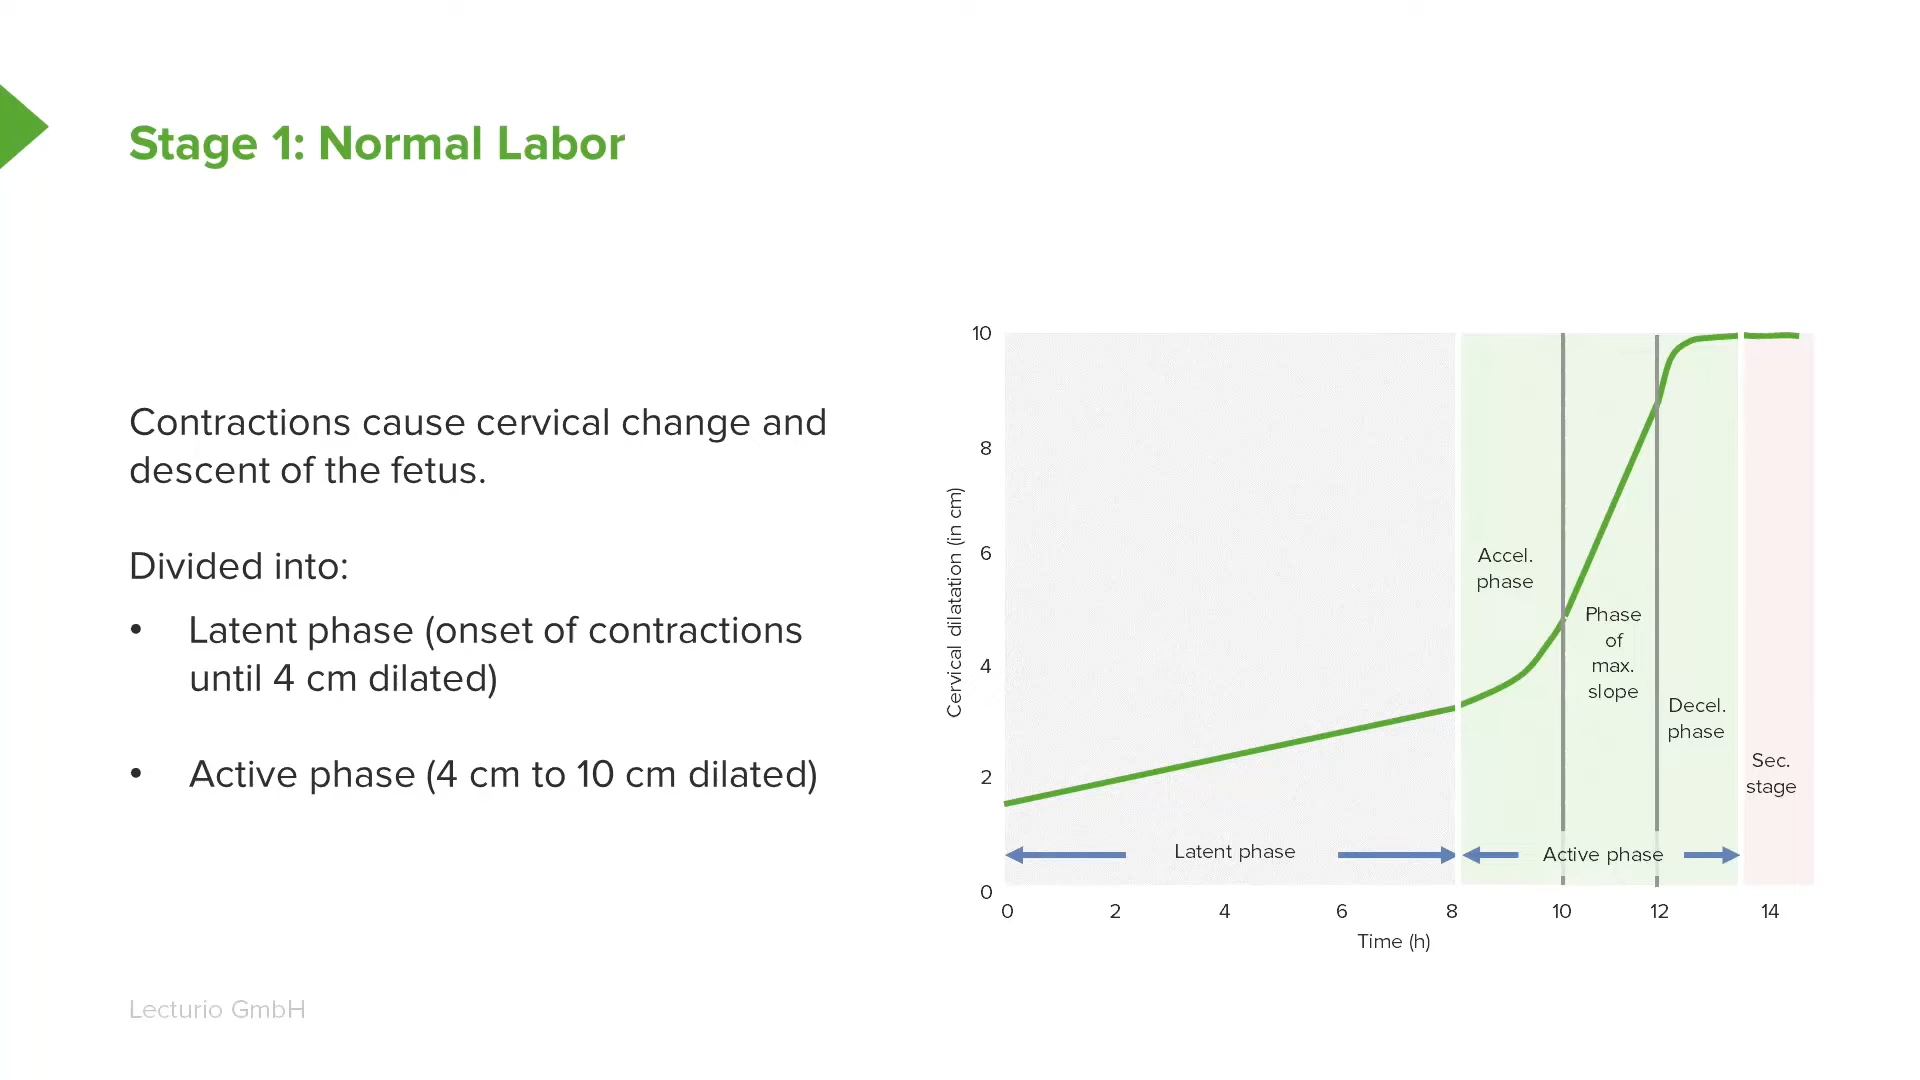 Stage 1: Normal Labor
Contractions cause cervical change and
descent of the fetus.
Divided into:
• Latent phase (onset of contractions
until 4 cm dilated)
• Active phase (4 cm to 10 cm dilated)
Cervical dilatation (in cm)
10
8
6
4
2
0
Accel.
phase
Phase
of
max.
slope
Decel.
phase
Sec.
stage
Latent phase
Active phase
0 2 4 6 8 10 12 14
Time (h)
Lecturio GmbH